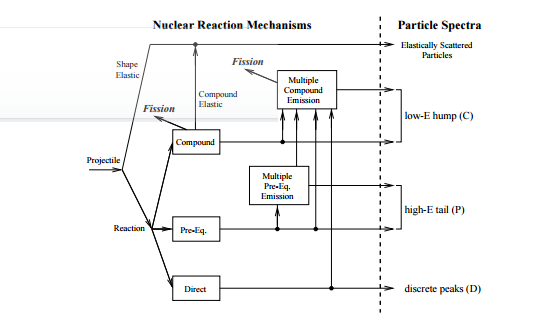 Nuclear Reaction Mechanisms
Particle Spectra
Elastically Scattered
Particles
Shape
Elastic
Fission
Multiple
Compound
Emission
Compound
Elastic
Fission
low-E hump (C)
Compound
Projectile
Multiple
Pre-Eq.
Emission
high-E tail (P)
Reaction
Pre-Eq.
Direct
discrete peaks (D)